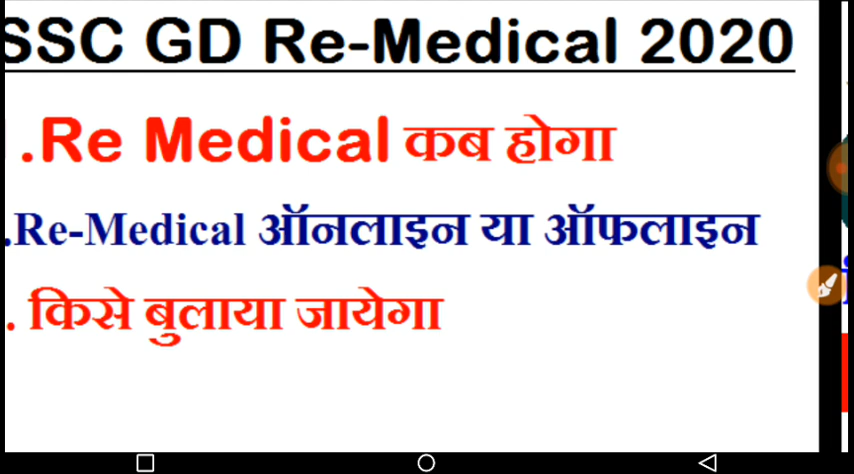 SSC GD Re-Medical 2020
.Re Medical कब होगा
.Re-Medical ऑनलाइन या ऑफलाइन
. किसे बुलाया जायेगा